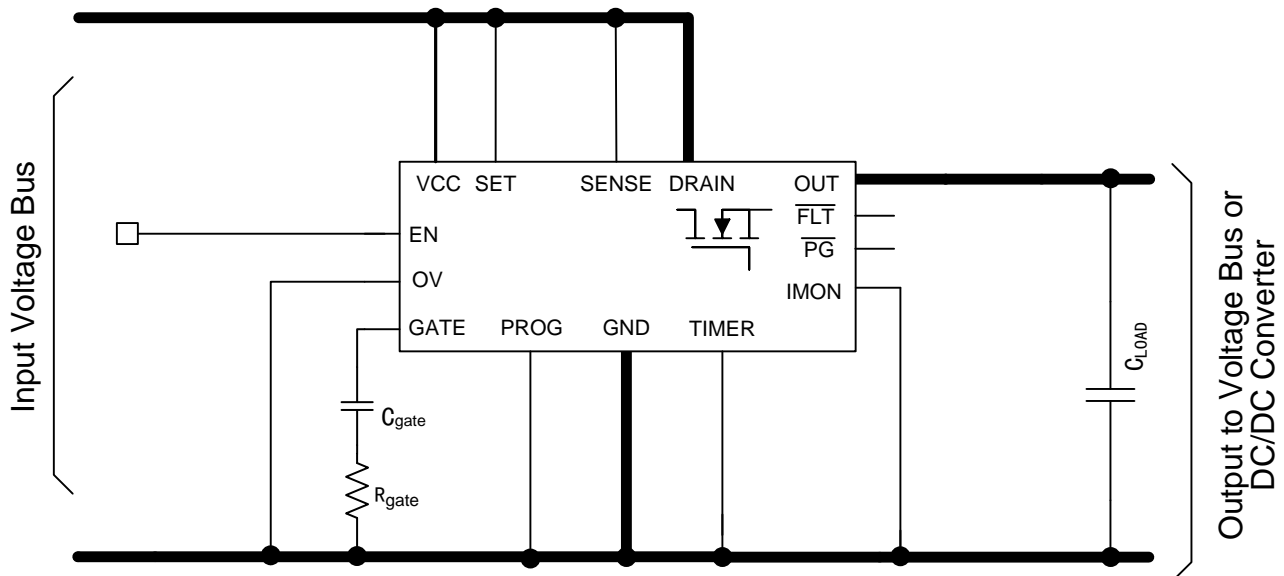 Input Voltage Bus
VCC SET SENSE DRAIN OUT
FLT
EN
PG
OV
IMON
GATE PROG GND TIMER
Cgate
Rgate
CLOAD
Output to Voltage Bus or
DC/DC Converter